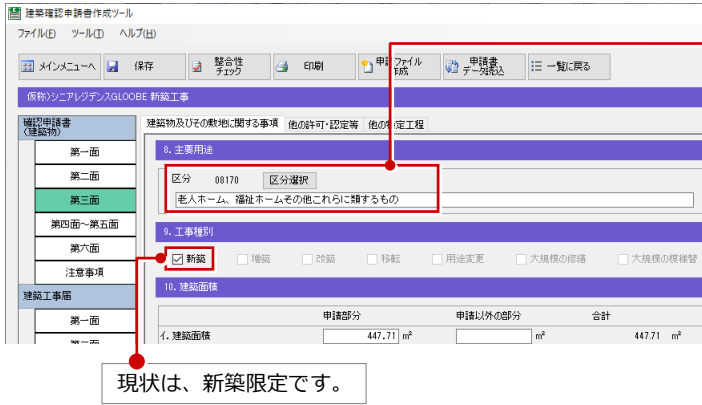 建築確認申請書作成ツール
ファイル(F) ツール(T) ヘルプ(H)
メインメニューへ 保存 整合性チェック 印刷 申請ファイル作成 申請書データ読込 一覧に戻る
仮称)シニアレジデンスGLOOBE 新築工事
確認申請書
(建築物)
建築物及びその敷地に関する事項 他の許可・認定等 他の特定工程
第一面
第二面
第三面
第四面~第五面
第六面
注意事項
建築工事届
第一面
8. 主要用途
区分 08170 区分選択
老人ホーム、福祉ホームその他これらに類するもの
9. 工事種別
新築 増築 改築 移転 用途変更 大規模の修繕 大規模の模様替
10. 建築面積
申請部分 申請以外の部分 合計
イ. 建築面積 447.71 m² m² 447.71 m²
現状は、新築限定です。